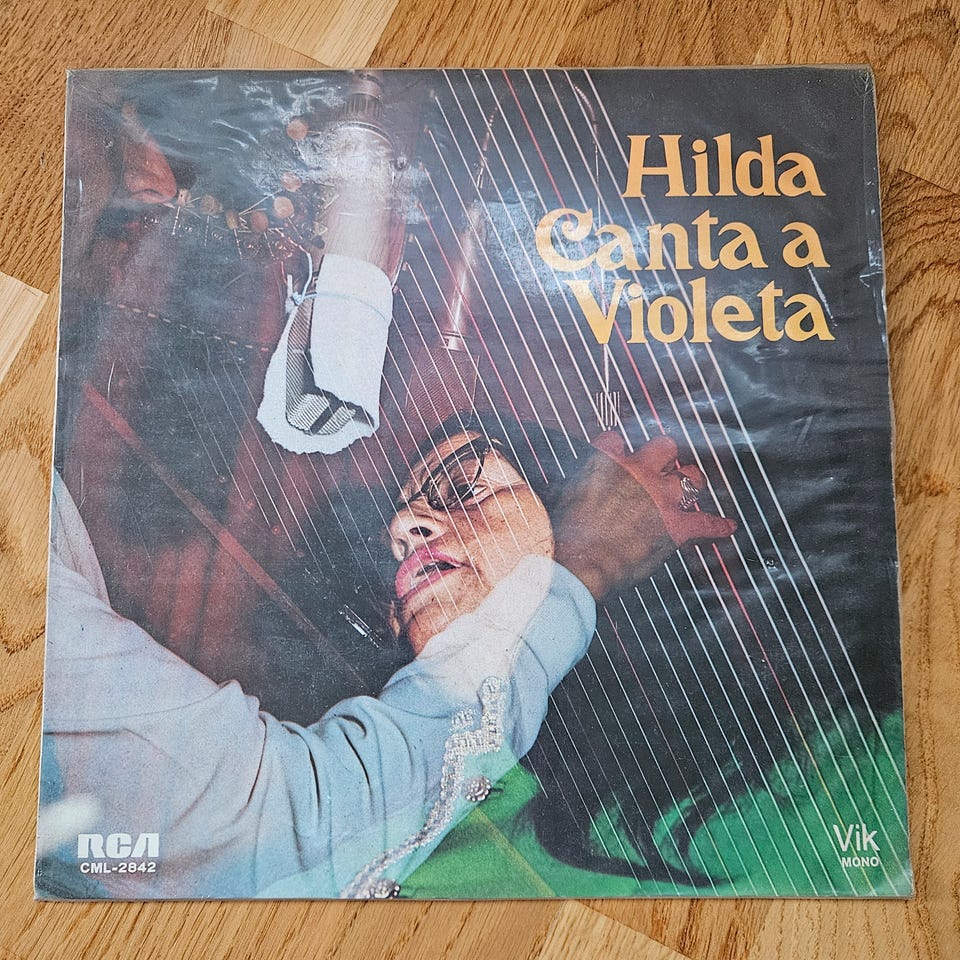 Hilda
Canta a
Violeta
RCA
CML-2842
Vik
MONO